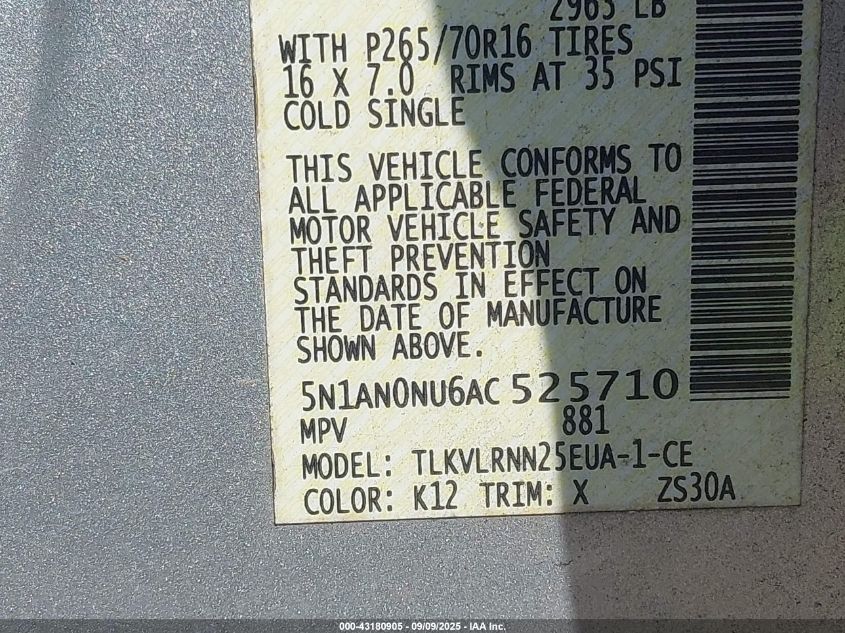 2965 LB
WITH P265/70R16 TIRES
16 X 7.0 RIMS AT 35 PSI
COLD SINGLE
THIS VEHICLE CONFORMS TO
ALL APPLICABLE FEDERAL
MOTOR VEHICLE SAFETY AND
THEFT PREVENTION
STANDARDS IN EFFECT ON
THE DATE OF MANUFACTURE
SHOWN ABOVE.
5N1AN0NU6AC 525710
MPV 881
MODEL: TLKVLRNN25EUA-1-CE
COLOR: K12 TRIM: X ZS30A
000-43180905 - 09/09/2025 - IAA Inc.